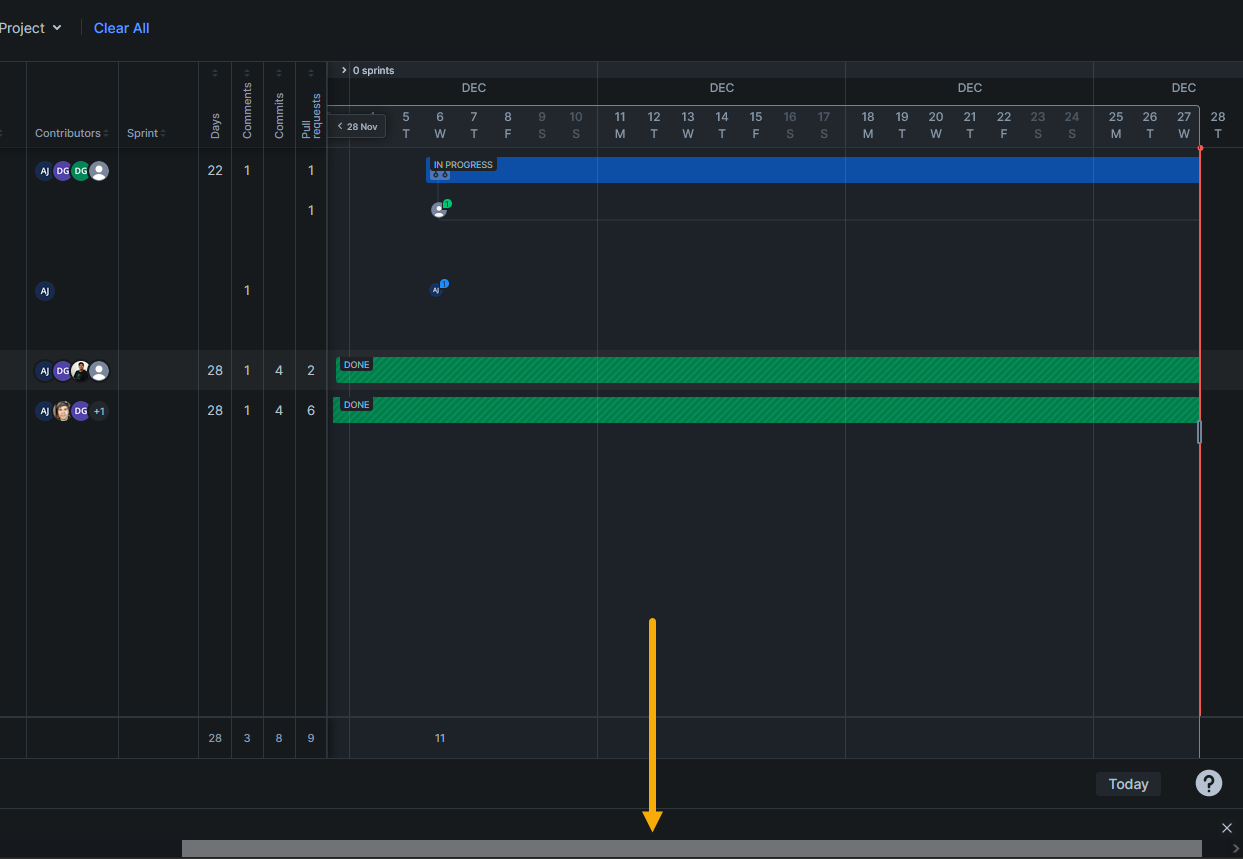 Project
Clear All
0 sprints
DEC DEC DEC DEC
Contributors
Sprint
Days
Comments
Commits
Pull requests
28 Nov
5 6 7 8 9 10 11 12 13 14 15 16 17 18 19 20 21 22 23 24 25 26 27 28
T W T F S S M T W T F S S M T W T F S S M T W T
AJ DG DG 22 1 1 IN PROGRESS
1 1
AJ 1 AJ 1
AJ DG 28 1 4 2 DONE
AJ DG +1 28 1 4 6 DONE
28 3 8 9 11
Today ?